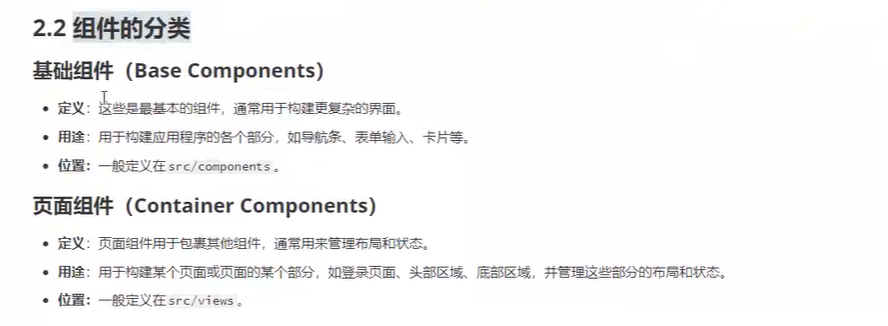 2.2 组件的分类
基础组件（Base Components）
• 定义：这些是最基本的组件，通常用于构建更复杂的界面。
• 用途：用于构建应用程序的各个部分，如导航条、表单输入、卡片等。
• 位置：一般定义在 src/components 。
页面组件（Container Components）
• 定义：页面组件用于包裹其他组件，通常用来管理布局和状态。
• 用途：用于构建某个页面或页面的某个部分，如登录页面、头部区域、底部区域，并管理这些部分的布局和状态。
• 位置：一般定义在 src/views 。